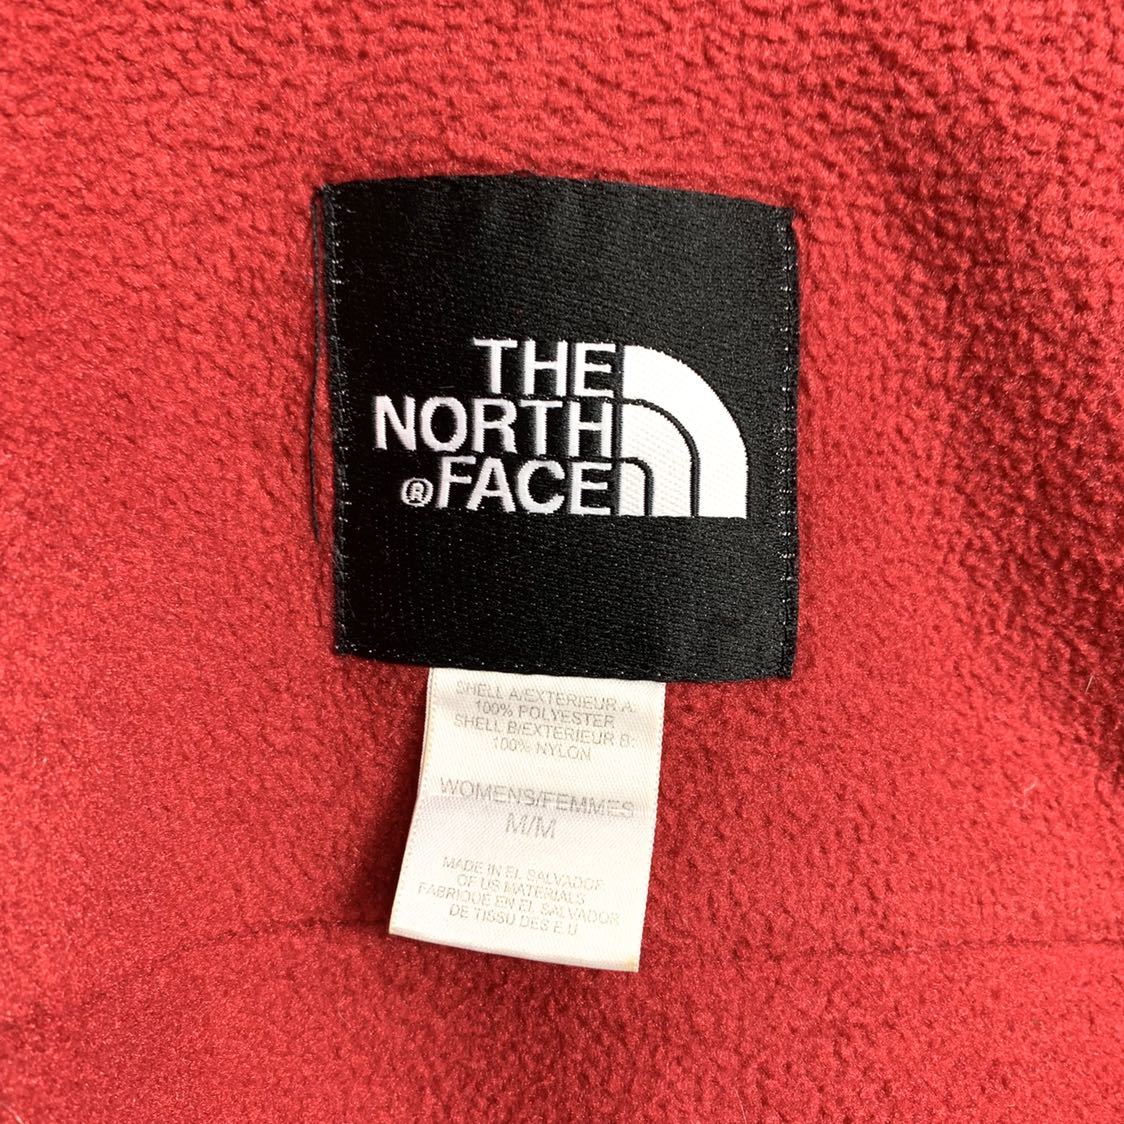 THE
NORTH
®FACE
SHELL A/EXTERIEUR A:
100% POLYESTER
SHELL B/EXTERIEUR B:
100% NYLON
WOMENS/FEMMES
M/M
MADE IN EL SALVADOR
OF US MATERIALS
FABRIQUE EN EL SALVADOR
DE TISSU DES E.U